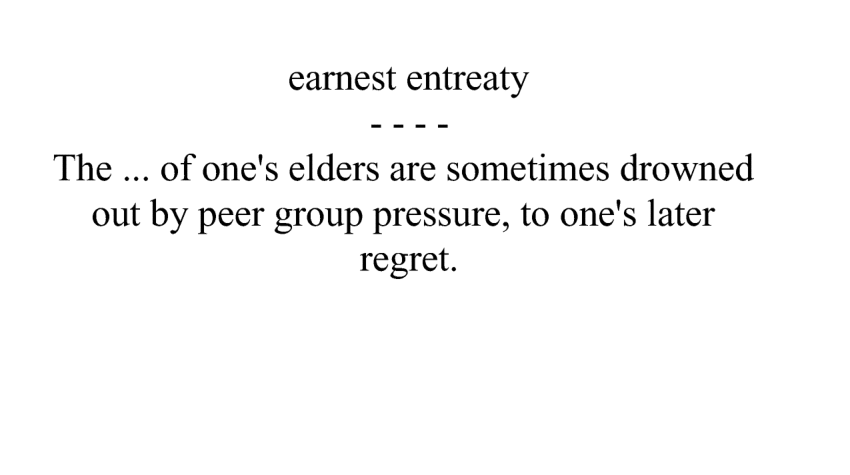 earnest entreaty
- - - -
The ... of one's elders are sometimes drowned
out by peer group pressure, to one's later
regret.